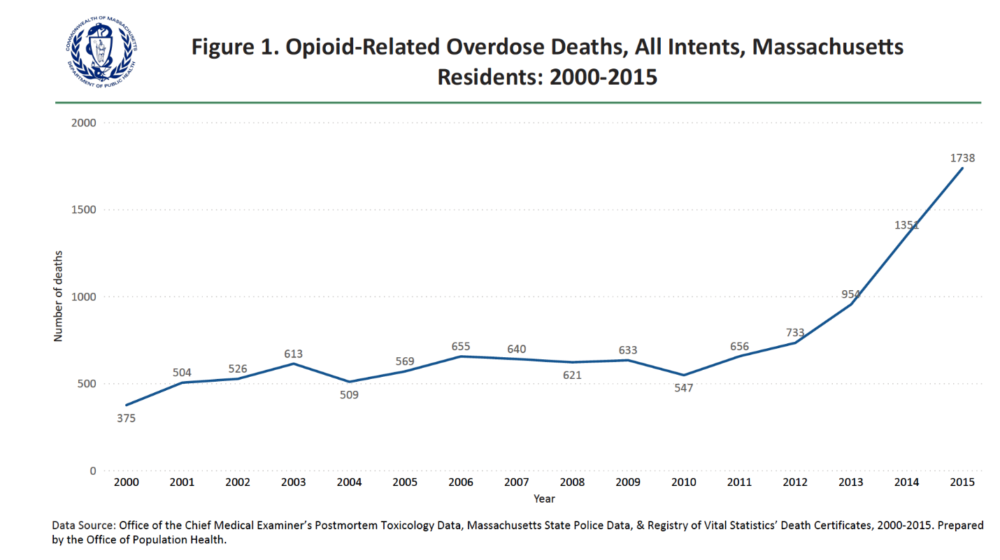 COMMONWEALTH OF MASSACHUSETTS
DEPARTMENT OF PUBLIC HEALTH
Figure 1. Opioid-Related Overdose Deaths, All Intents, Massachusetts
Residents: 2000-2015
2000
1500
1000
500
0
Number of deaths
375
504
526
613
509
569
655
640
621
633
547
656
733
954
1351
1738
2000 2001 2002 2003 2004 2005 2006 2007 2008 2009 2010 2011 2012 2013 2014 2015
Year
Data Source: Office of the Chief Medical Examiner’s Postmortem Toxicology Data, Massachusetts State Police Data, & Registry of Vital Statistics’ Death Certificates, 2000-2015. Prepared
by the Office of Population Health.